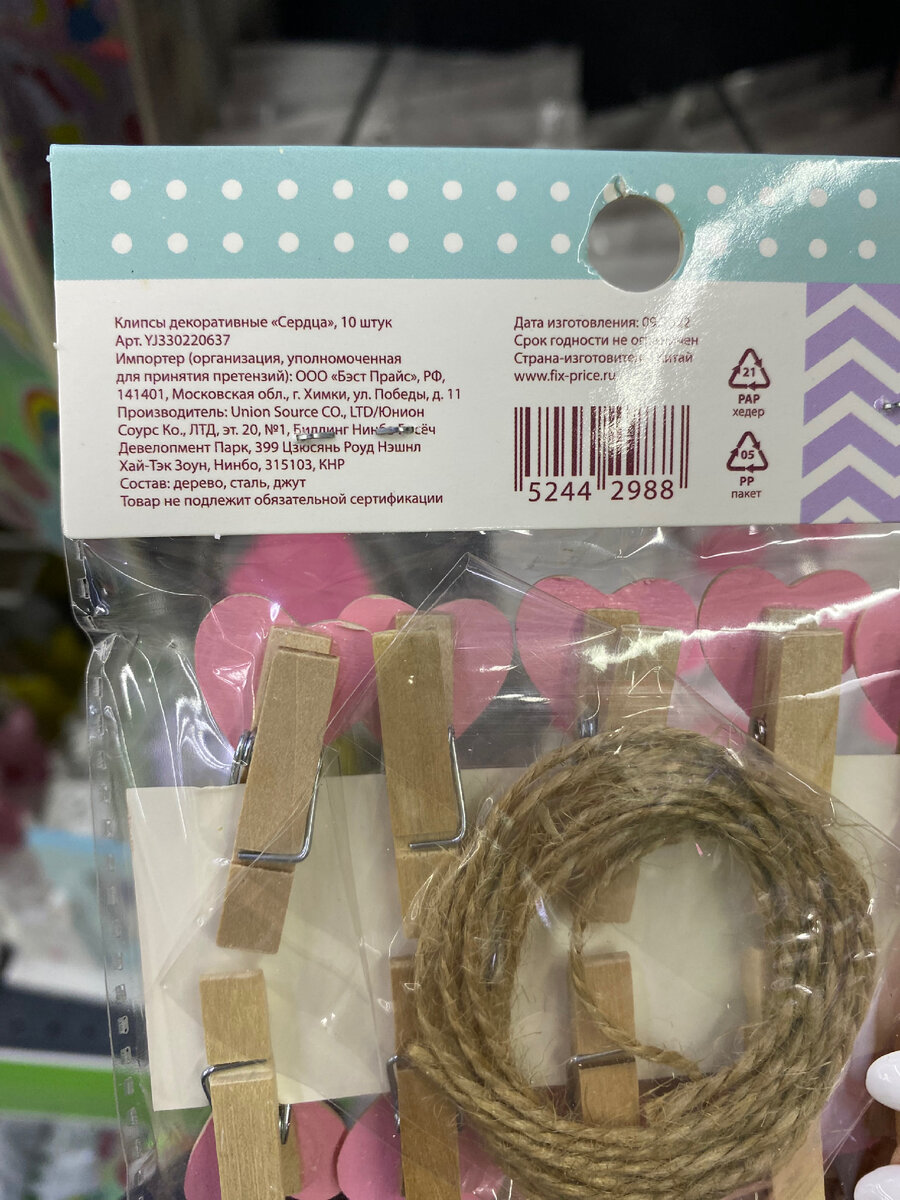 Клипсы декоративные «Сердца», 10 штук
Арт. YJ330220637
Импортер (организация, уполномоченная
для принятия претензий): ООО «Бэст Прайс», РФ,
141401, Московская обл., г. Химки, ул. Победы, д. 11
Производитель: Union Source CO., LTD/Юнион
Соурс Ко., ЛТД, эт. 20, №1, Билдинг
Девелопмент Парк, 399 Цзюсянь Роуд Нэшнл
Хай-Тэк Зоун, Нинбо, 315103, КНР
Состав: дерево, сталь, джут
Товар не подлежит обязательной сертификации
Дата изготовления:
Срок годности не ограничен
Страна-изготовитель: Китай
www.fix-price.ru
5244 2988
21
PAP
хедер
05
PP
пакет